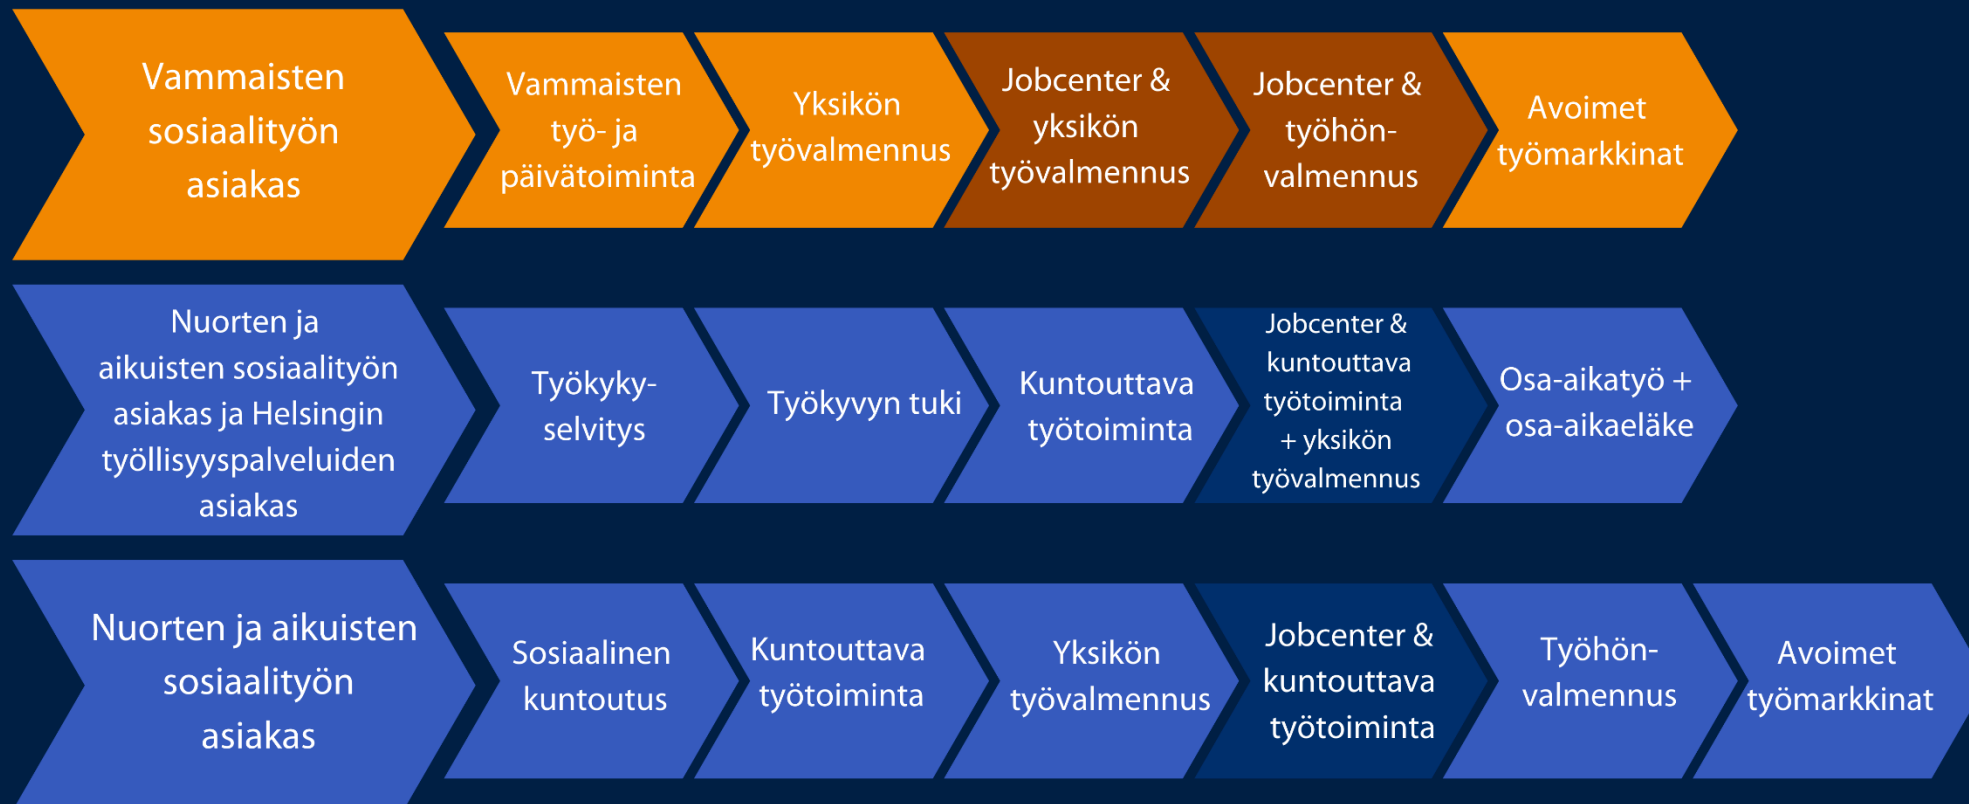 Vammaisten
sosiaalityön
asiakas
Vammaisten
työ- ja
päivätoiminta
Yksikön
työvalmennus
Jobcenter &
yksikön
työvalmennus
Jobcenter &
työhön-
valmennus
Avoimet
työmarkkinat
Nuorten ja
aikuisten sosiaalityön
asiakas ja Helsingin
työllisyyspalveluiden
asiakas
Työkyky-
selvitys
Työkyvyn tuki
Kuntouttava
työtoiminta
Jobcenter &
kuntouttava
työtoiminta
+ yksikön
työvalmennus
Osa-aikatyö +
osa-aikaeläke
Nuorten ja aikuisten
sosiaalityön
asiakas
Sosiaalinen
kuntoutus
Kuntouttava
työtoiminta
Yksikön
työvalmennus
Jobcenter &
kuntouttava
työtoiminta
Työhön-
valmennus
Avoimet
työmarkkinat